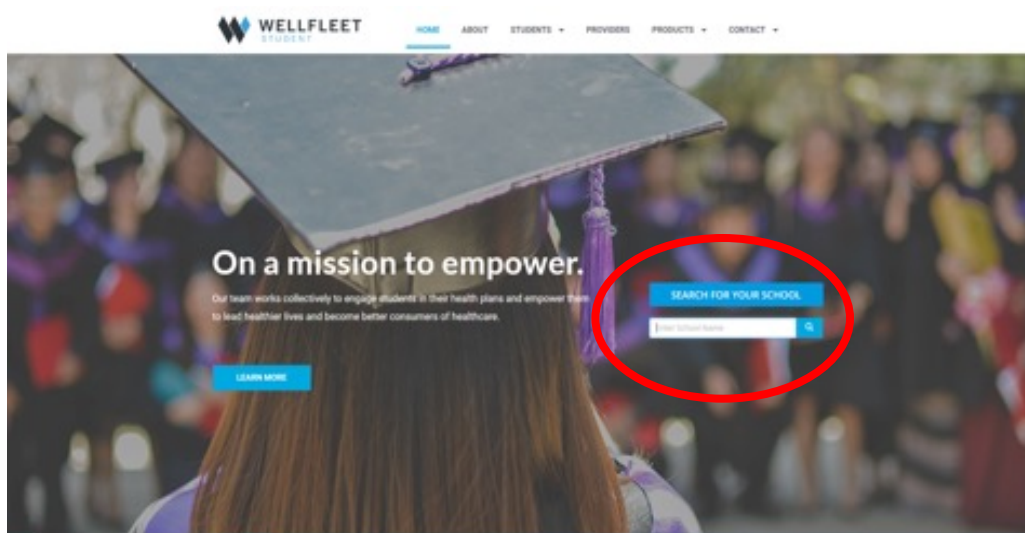 WELLFLEET
STUDENT
HOME ABOUT STUDENTS PROVIDERS PRODUCTS CONTACT
On a mission to empower.
Our team works collectively to engage students in their health plans and empower them
to lead healthier lives and become better consumers of healthcare.
LEARN MORE
SEARCH FOR YOUR SCHOOL
Enter School Name